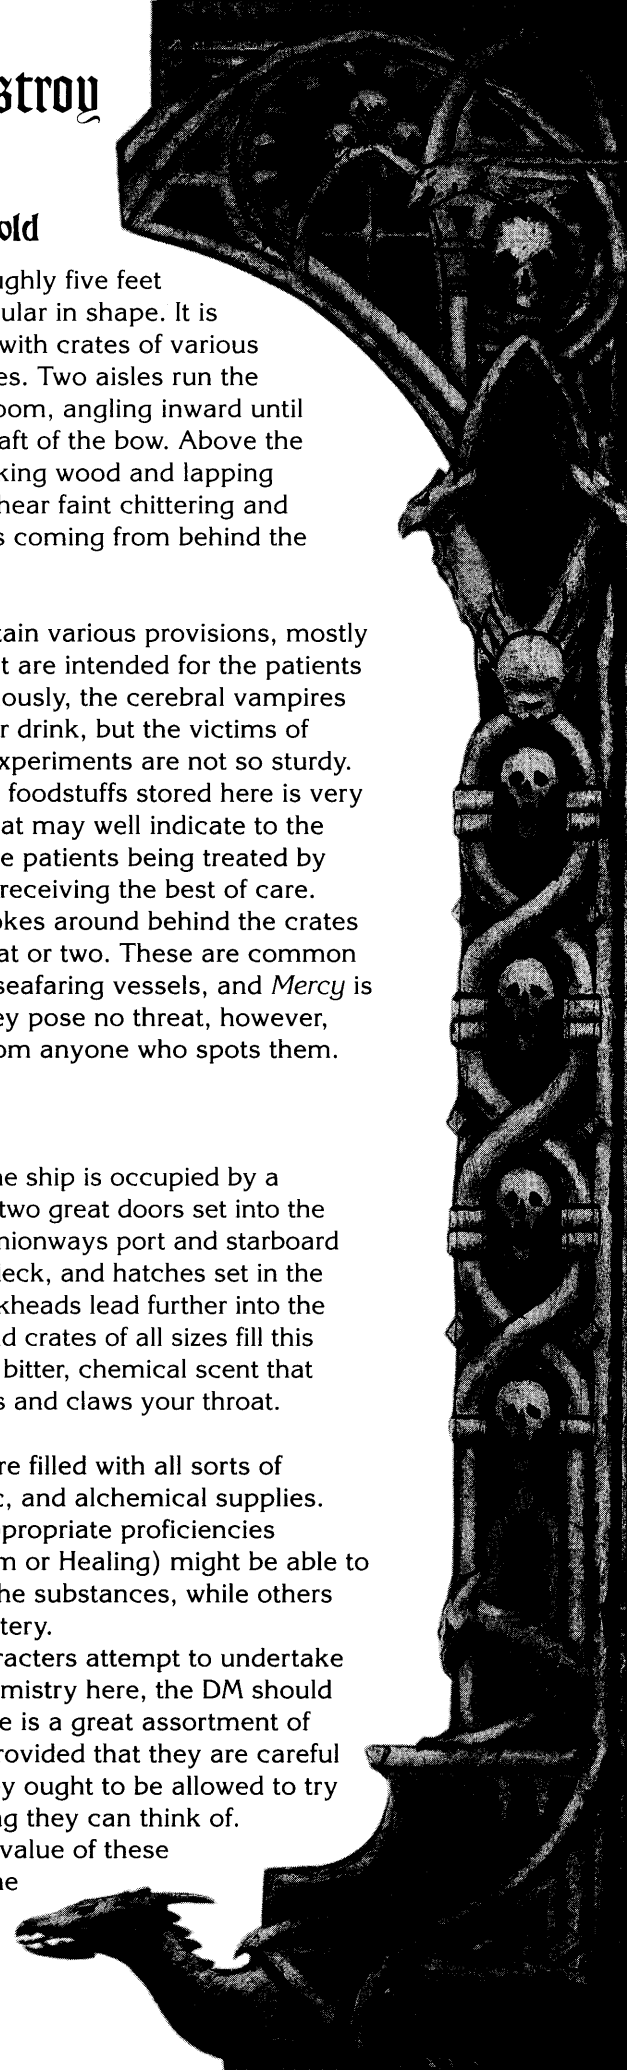 stroy
old
ughly five feet
ular in shape. It is
with crates of various
es. Two aisles run the
oom, angling inward until
aft of the bow. Above the
king wood and lapping
hear faint chittering and
s coming from behind the
tain various provisions, mostly
t are intended for the patients
iously, the cerebral vampires
r drink, but the victims of
xperiments are not so sturdy.
foodstuffs stored here is very
at may well indicate to the
e patients being treated by
receiving the best of care.
okes around behind the crates
at or two. These are common
seafaring vessels, and Mercy is
ey pose no threat, however,
om anyone who spots them.
he ship is occupied by a
two great doors set into the
nionways port and starboard
leck, and hatches set in the
kheads lead further into the
d crates of all sizes fill this
bitter, chemical scent that
s and claws your throat.
re filled with all sorts of
c, and alchemical supplies.
ppropriate proficiencies
m or Healing) might be able to
he substances, while others
tery.
racters attempt to undertake
mistry here, the DM should
e is a great assortment of
rovided that they are careful
y ought to be allowed to try
ng they can think of.
value of these
ne